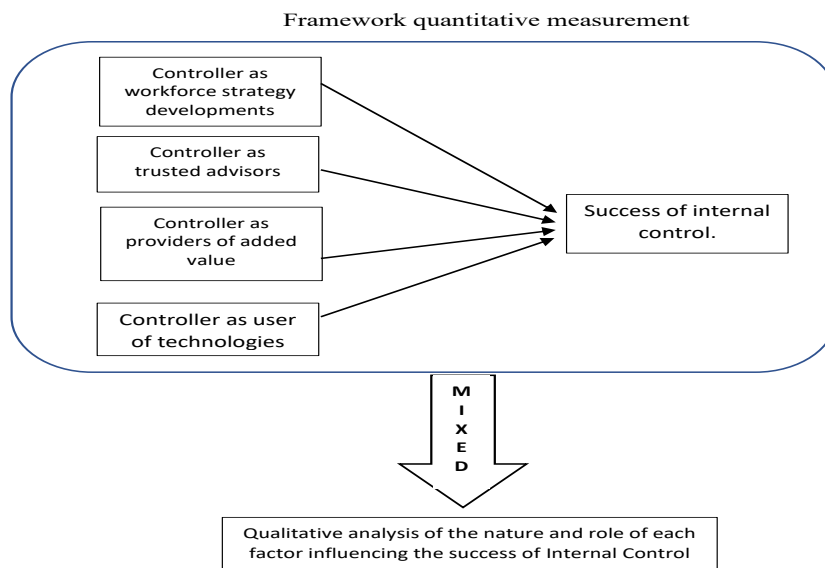 Framework quantitative measurement
Controller as
workforce strategy
developments
Controller as
trusted advisors
Controller as
providers of added
value
Controller as user
of technologies
Success of internal
control.
M
I
X
E
D
Qualitative analysis of the nature and role of each
factor influencing the success of Internal Control